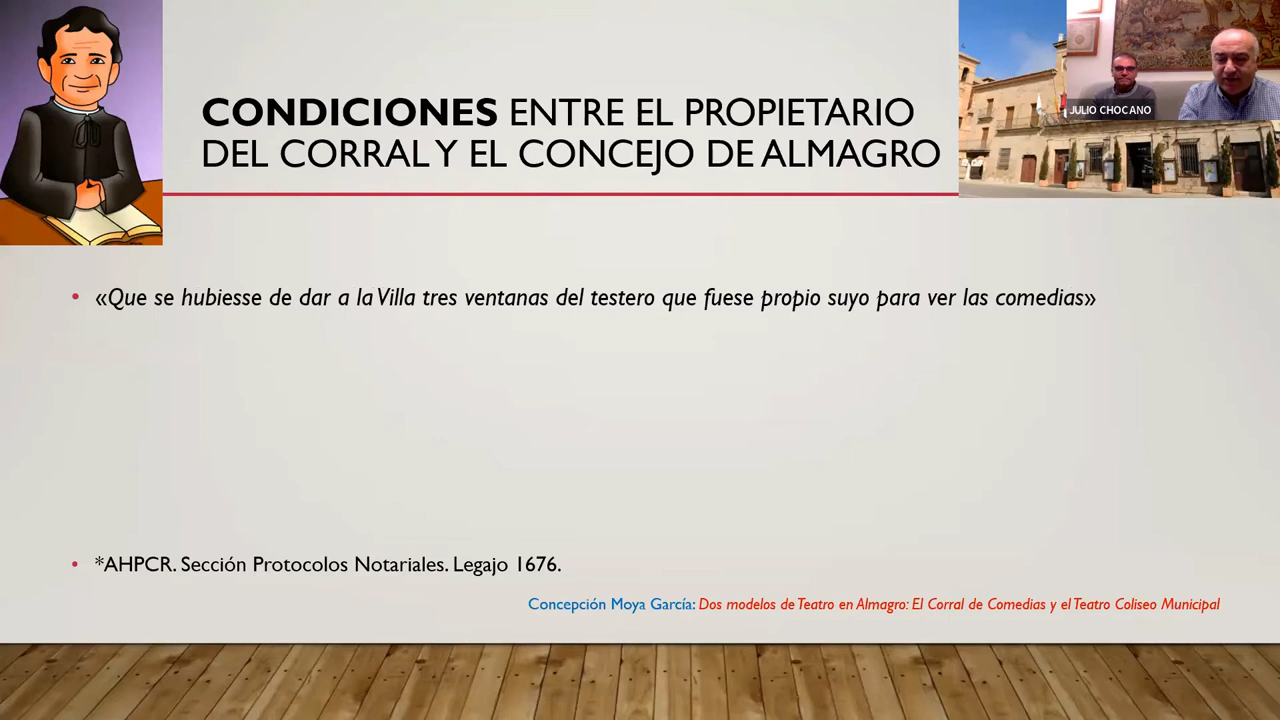 CONDICIONES ENTRE EL PROPIETARIO
DEL CORRAL Y EL CONCEJO DE ALMAGRO
JULIO CHOCANO
• «Que se hubiesse de dar a la Villa tres ventanas del testero que fuese propio suyo para ver las comedias»
• *AHPCR. Sección Protocolos Notariales. Legajo 1676.
Concepción Moya García: Dos modelos de Teatro en Almagro: El Corral de Comedias y el Teatro Coliseo Municipal